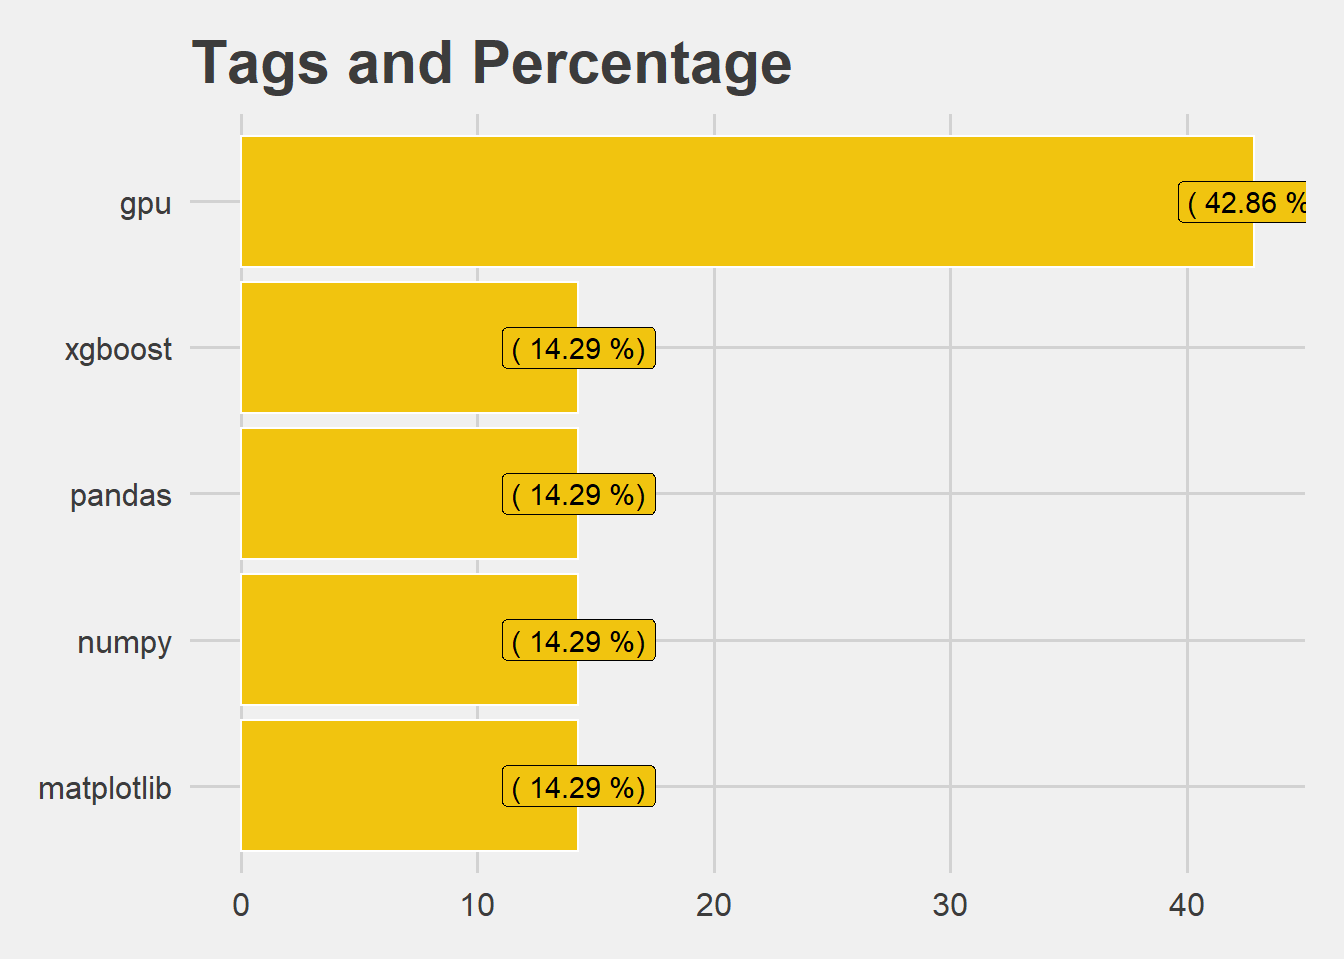 Tags and Percentage
gpu
( 42.86 %
xgboost
( 14.29 %)
pandas
( 14.29 %)
numpy
( 14.29 %)
matplotlib
( 14.29 %)
0 10 20 30 40